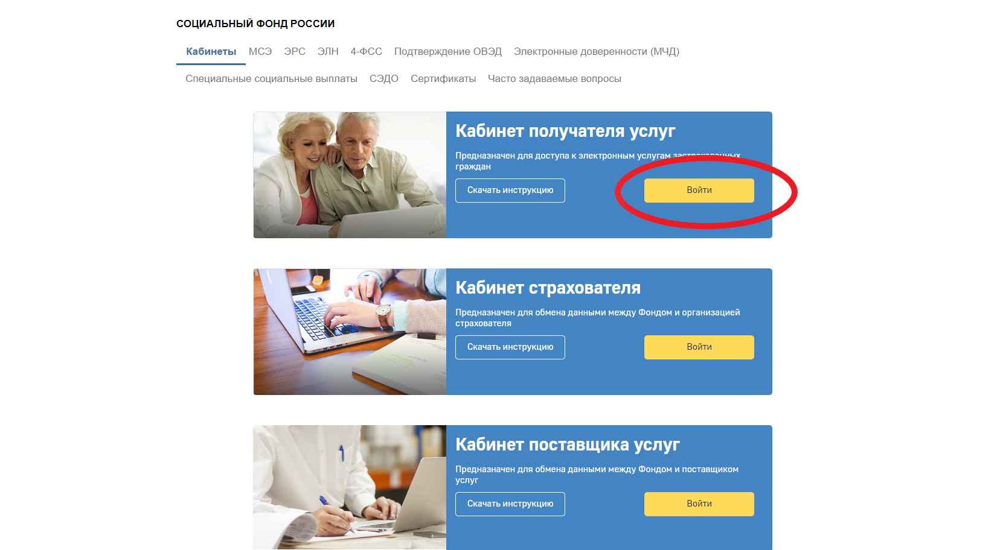 СОЦИАЛЬНЫЙ ФОНД РОССИИ
Кабинеты МСЭ ЭРС ЭЛН 4-ФСС Подтверждение ОВЭД Электронные доверенности (МЧД)
Специальные социальные выплаты СЭДО Сертификаты Часто задаваемые вопросы
Кабинет получателя услуг
Предназначен для доступа к электронным услугам застрахованных
граждан
Скачать инструкцию Войти
Кабинет страхователя
Предназначен для обмена данными между Фондом и организацией
страхователя
Скачать инструкцию Войти
Кабинет поставщика услуг
Предназначен для обмена данными между Фондом и поставщиком
услуг
Скачать инструкцию Войти